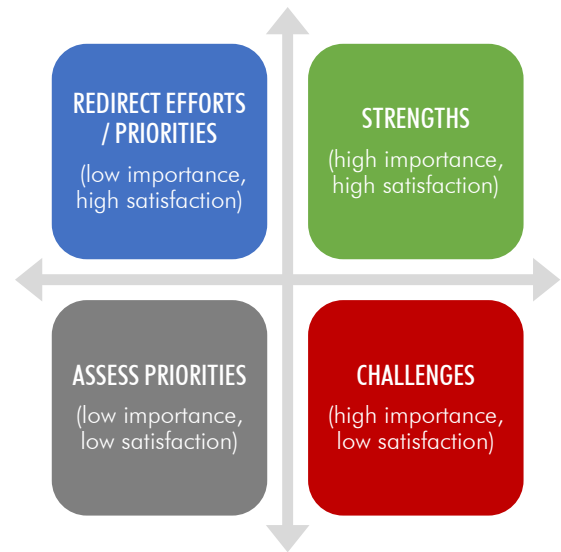 REDIRECT EFFORTS
/ PRIORITIES
(low importance,
high satisfaction)
STRENGTHS
(high importance,
high satisfaction)
ASSESS PRIORITIES
(low importance,
low satisfaction)
CHALLENGES
(high importance,
low satisfaction)